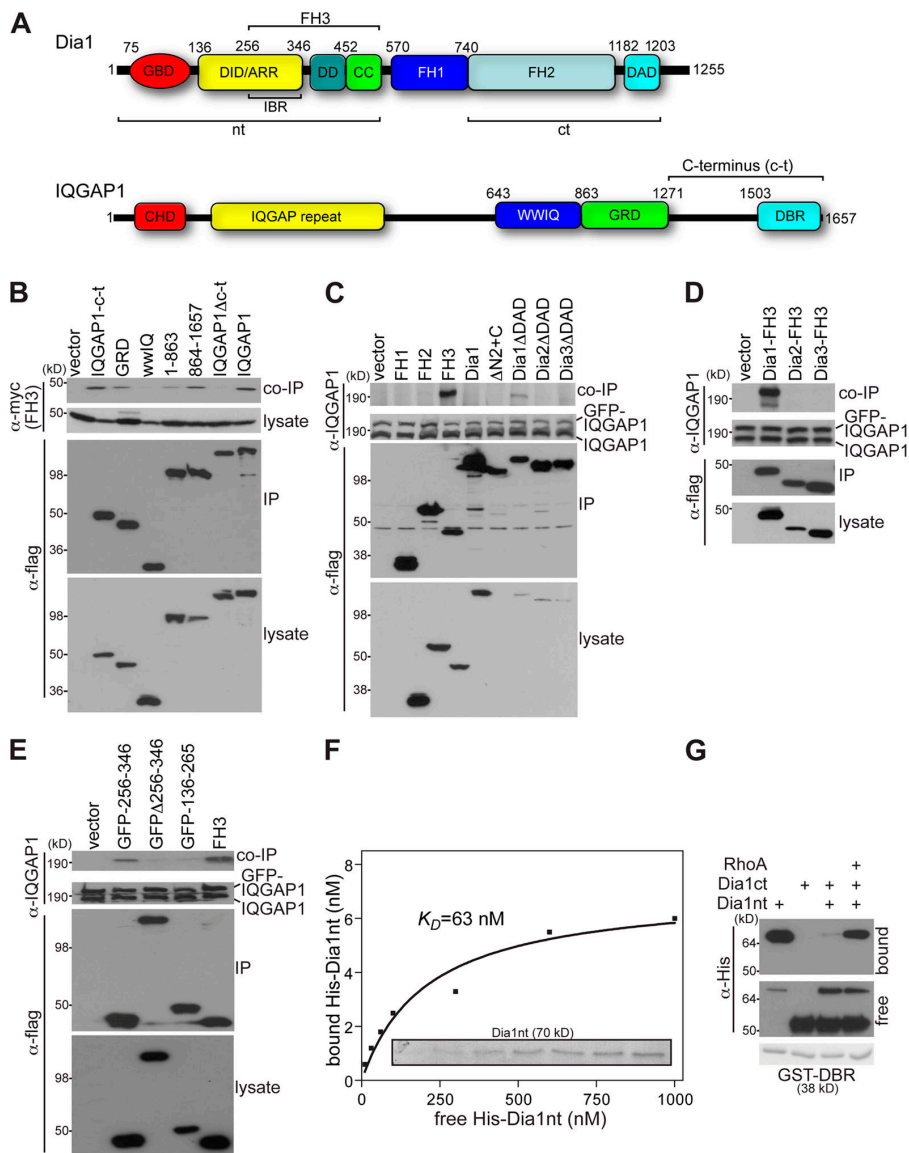 A
FH3
Dia1
75 136 256 346 452 570 740 1182 1203
1 GBD DID/ARR DD CC FH1 FH2 DAD 1255
IBR
nt ct
C-terminus (c-t)
IQGAP1
643 863 1271 1503
1 CHD IQGAP repeat WWIQ GRD DBR 1657
B
vector IQGAP1-c-t GRD wwIQ 1-863 864-1657 IQGAP1Δc-t IQGAP1
(kD)
α-myc (FH3)
50 co-IP
50 lysate
α-flag
98
50
36
IP
98
50
36
lysate
C
vector FH1 FH2 FH3 Dia1 ΔN2+C Dia1ΔDAD Dia2ΔDAD Dia3ΔDAD
(kD)
α-IQGAP1
190 co-IP
190 GFP-IQGAP1
IQGAP1
α-flag
98
50
38
IP
98
50
38
lysate
D
vector Dia1-FH3 Dia2-FH3 Dia3-FH3
(kD)
α-IQGAP1
190 co-IP
190 GFP-IQGAP1
IQGAP1
α-flag
50 IP
50 lysate
E
vector GFP-256-346 GFPΔ256-346 GFP-136-265 FH3
(kD)
α-IQGAP1
190 co-IP
190 GFP-IQGAP1
IQGAP1
α-flag
98
50
IP
98
50
lysate
F
bound His-Dia1nt (nM)
8
6
4
2
0
KD=63 nM
Dia1nt (70 kD)
0 250 500 750 1000
free His-Dia1nt (nM)
G
RhoA +
Dia1ct + + +
Dia1nt + + +
(kD)
α-His
64
50
bound
64
50
free
GST-DBR
(38 kD)